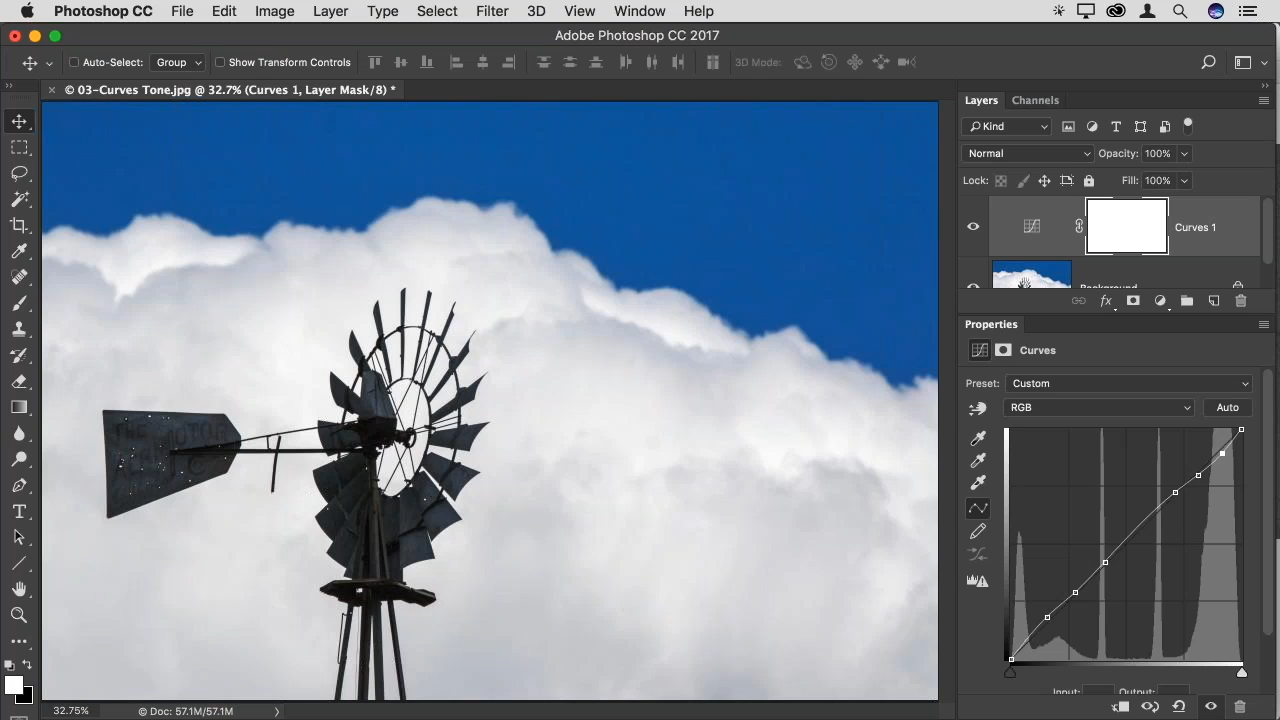 Photoshop CC File Edit Image Layer Type Select Filter 3D View Window Help
Adobe Photoshop CC 2017
Auto-Select: Group Show Transform Controls 3D Mode:
© 03-Curves Tone.jpg @ 32.7% (Curves 1, Layer Mask/8) *
Layers Channels
Kind
Normal Opacity: 100%
Lock: Fill: 100%
Curves 1
Background
Properties
Curves
Preset: Custom
RGB Auto
Input: Output:
32.75% © Doc: 57.1M/57.1M